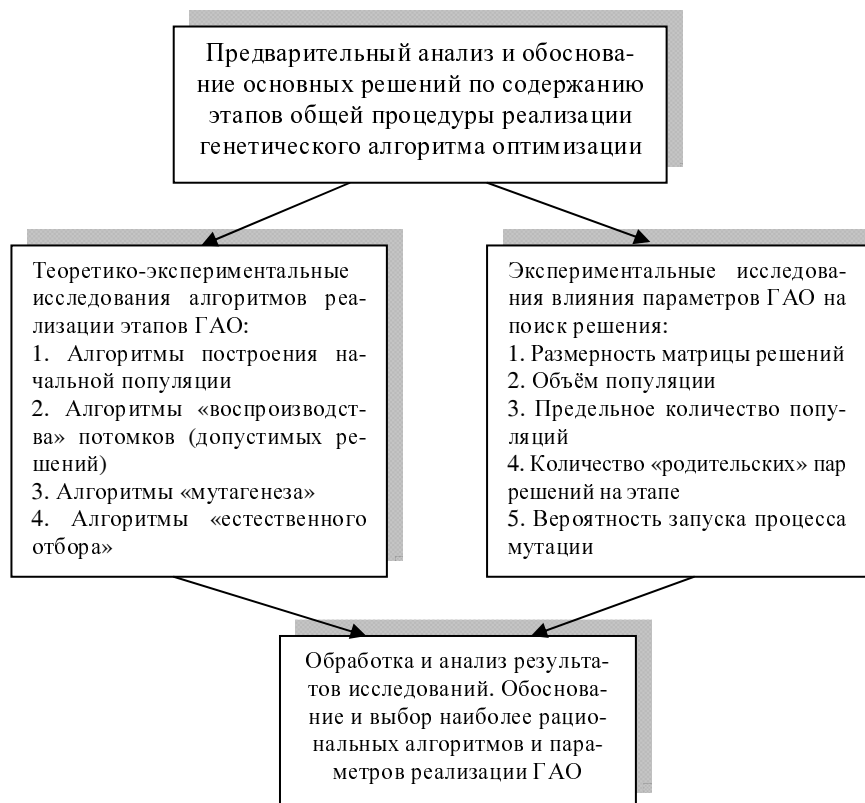 Предварительный анализ и обоснова-
ние основных решений по содержанию
этапов общей процедуры реализации
генетического алгоритма оптимизации
Теоретико-экспериментальные
исследования алгоритмов реа-
лизации этапов ГАО:
1. Алгоритмы построения на-
чальной популяции
2. Алгоритмы «воспроизводст-
ва» потомков (допустимых ре-
шений)
3. Алгоритмы «мутагенеза»
4. Алгоритмы «естественного
отбора»
Экспериментальные исследова-
ния влияния параметров ГАО на
поиск решения:
1. Размерность матрицы решений
2. Объём популяции
3. Предельное количество попу-
ляций
4. Количество «родительских» пар
решений на этапе
5. Вероятность запуска процесса
мутации
Обработка и анализ результа-
тов исследований. Обоснова-
ние и выбор наиболее рацио-
нальных алгоритмов и пара-
метров реализации ГАО